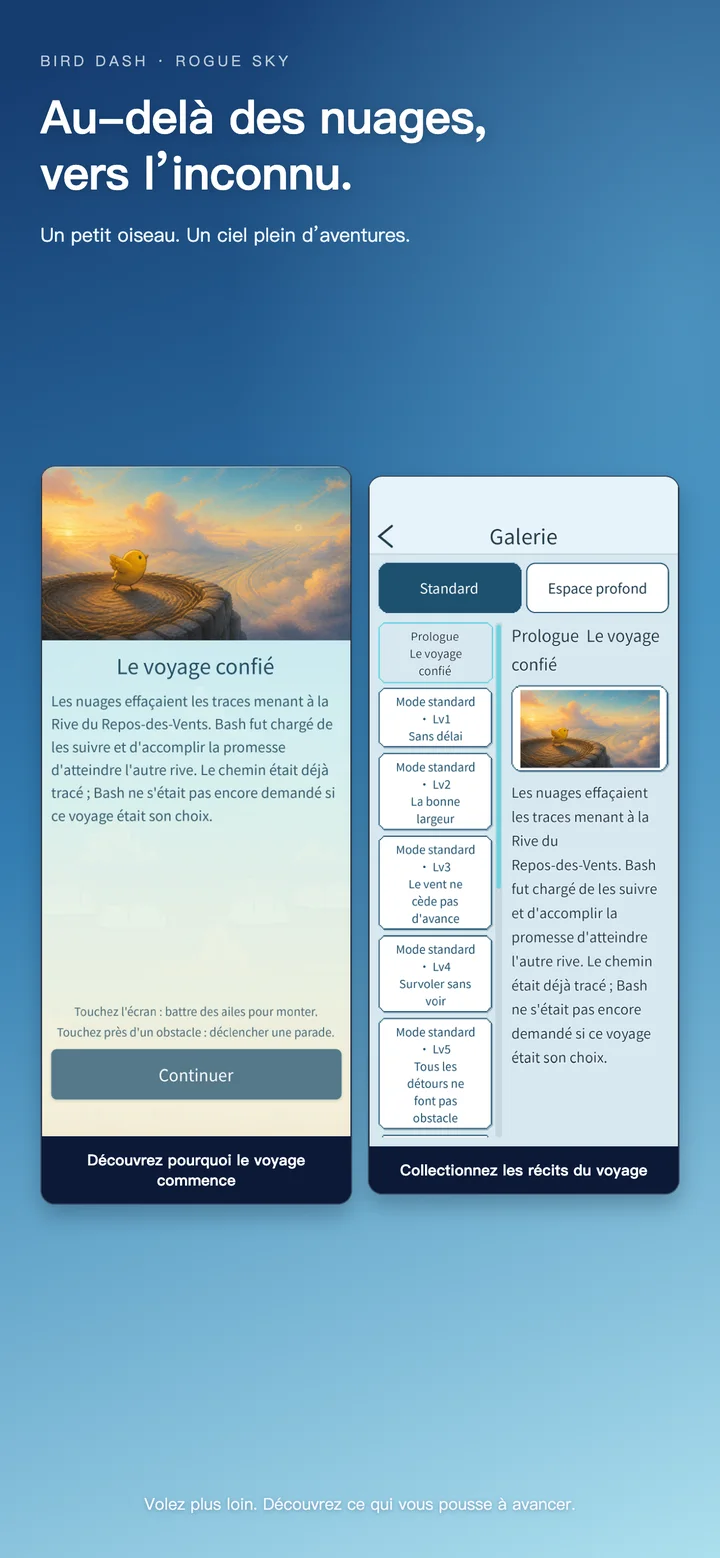 BIRD DASH · ROGUE SKY
Au–delà des nuages,
vers l’inconnu.
Un petit oiseau. Un ciel plein d’aventures.
Le voyage confié
Les nuages effaçaient les traces menant à la
Rive du Repos-des-Vents. Bash fut chargé de
les suivre et d'accomplir la promesse
d'atteindre l'autre rive. Le chemin était déjà
tracé ; Bash ne s'était pas encore demandé si
ce voyage était son choix.
Touchez l'écran : battre des ailes pour monter.
Touchez près d'un obstacle : déclencher une parade.
Continuer
Découvrez pourquoi le voyage
commence
Galerie
Standard
Espace profond
Prologue
Le voyage
confié
Mode standard
· Lv1
Sans délai
Mode standard
· Lv2
La bonne
largeur
Mode standard
· Lv3
Le vent ne
cède pas
d'avance
Mode standard
· Lv4
Survoler sans
voir
Mode standard
· Lv5
Tous les
détours ne
font pas
obstacle
Prologue Le voyage
confié
Les nuages effaçaient
les traces menant à la
Rive du
Repos-des-Vents. Bash
fut chargé de les suivre
et d'accomplir la
promesse d'atteindre
l'autre rive. Le chemin
était déjà tracé ; Bash
ne s'était pas encore
demandé si ce voyage
était son choix.
Collectionnez les récits du voyage
Volez plus loin. Découvrez ce qui vous pousse à avancer.